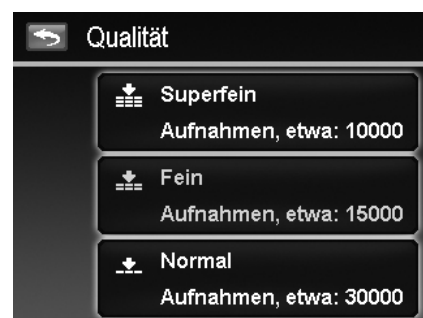 Qualität
Superfein
Aufnahmen, etwa: 10000
Fein
Aufnahmen, etwa: 15000
Normal
Aufnahmen, etwa: 30000